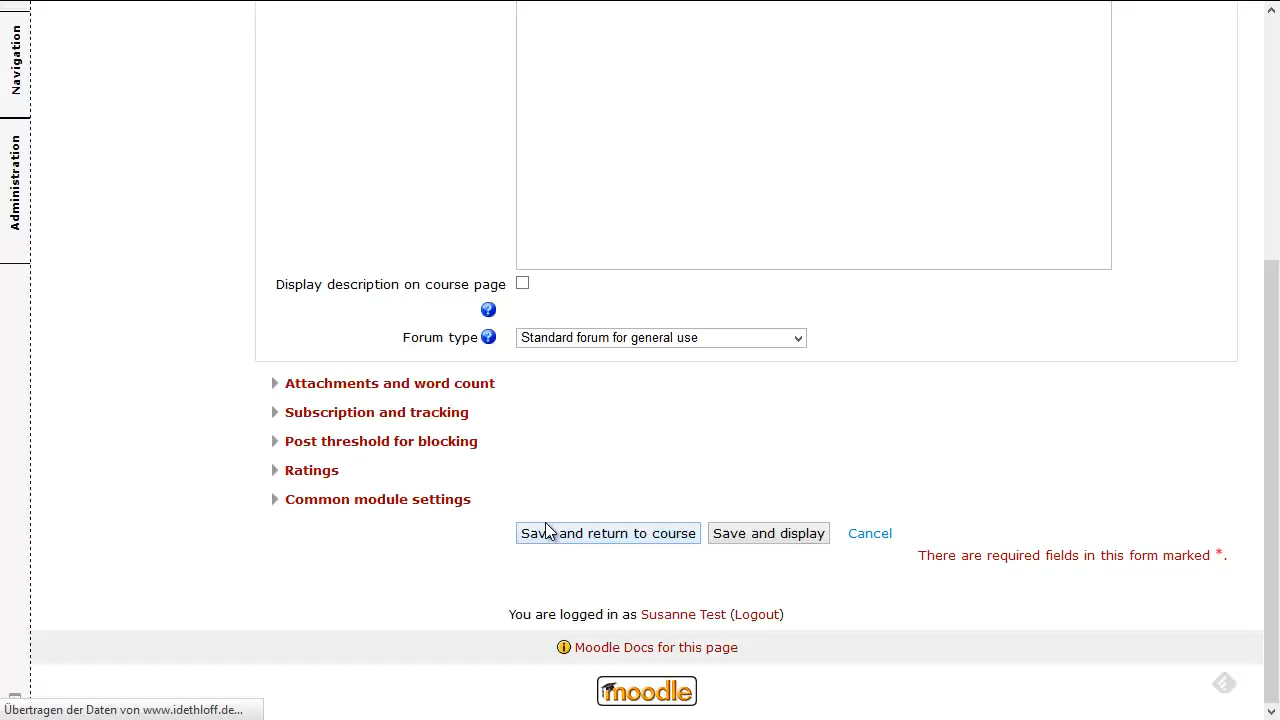 Navigation
Administration
Display description on course page
Forum type
Standard forum for general use
Attachments and word count
Subscription and tracking
Post threshold for blocking
Ratings
Common module settings
Save and return to course Save and display Cancel
There are required fields in this form marked *.
You are logged in as Susanne Test (Logout)
Moodle Docs for this page
moodle
Übertragen der Daten von www.idethloff.de...